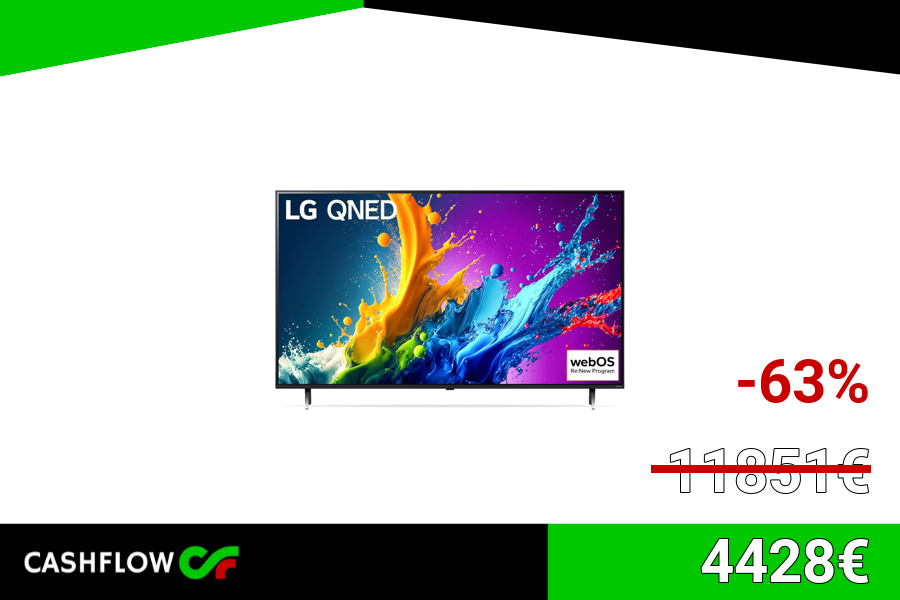 LG QNED
webOS
Re:New Program
-63%
11851€
CASHFLOW
4428€